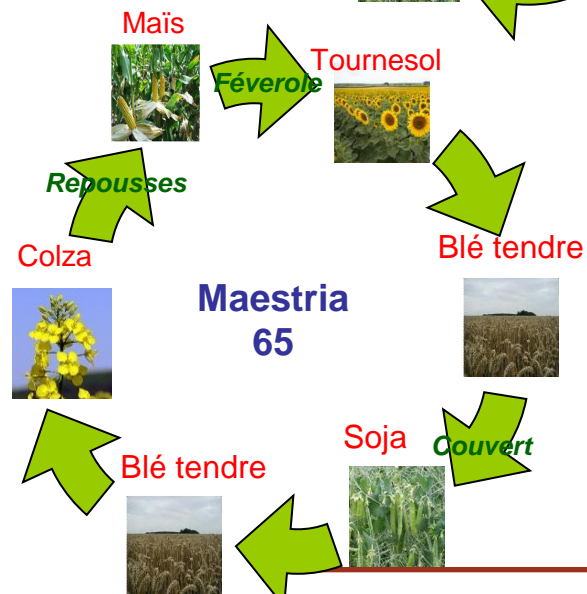 Maïs
Tournesol
Féverole
Repousses
Colza
Blé tendre
Maestria
65
Soja
Couvert
Blé tendre